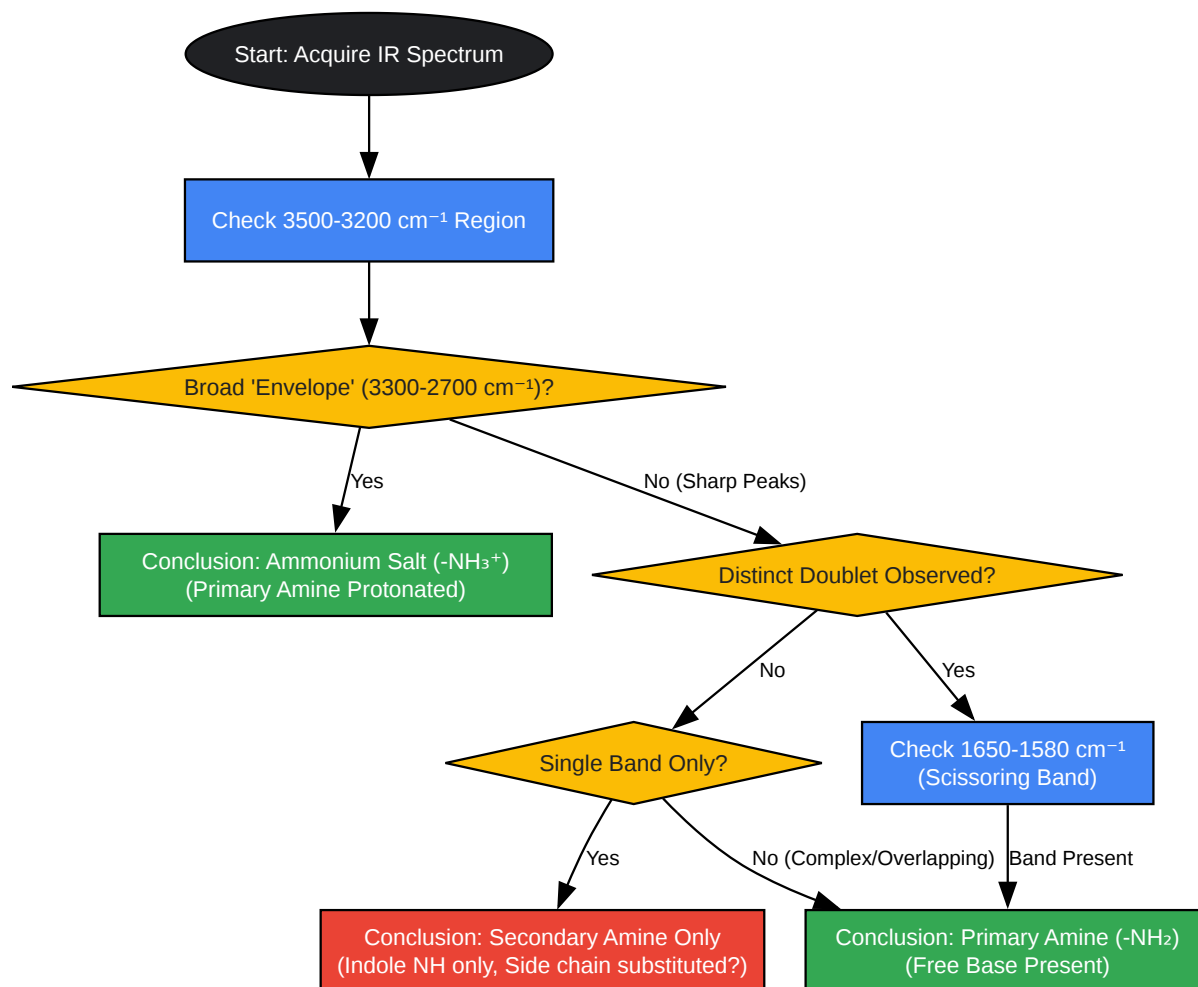 Start: Acquire IR Spectrum
Check 3500-3200 cm⁻¹ Region
Broad 'Envelope' (3300-2700 cm⁻¹)?
Yes
No (Sharp Peaks)
Conclusion: Ammonium Salt (-NH₃⁺)
(Primary Amine Protonated)
Distinct Doublet Observed?
No
Yes
Single Band Only?
Check 1650-1580 cm⁻¹
(Scissoring Band)
Yes
No (Complex/Overlapping)
Band Present
Conclusion: Secondary Amine Only
(Indole NH only, Side chain substituted?)
Conclusion: Primary Amine (-NH₂)
(Free Base Present)